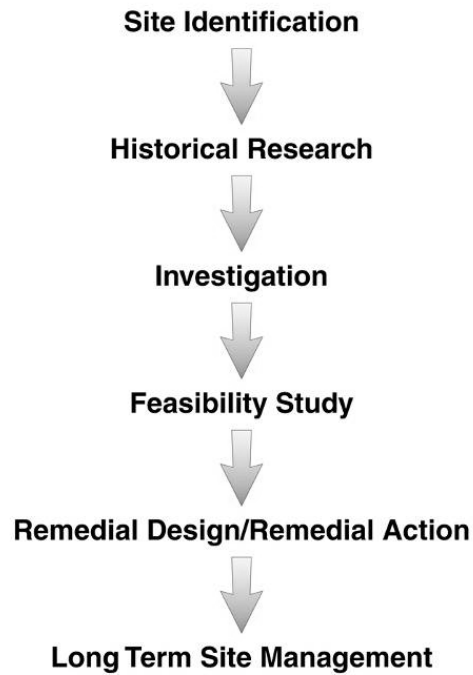 Site Identification
Historical Research
Investigation
Feasibility Study
Remedial Design/Remedial Action
Long Term Site Management